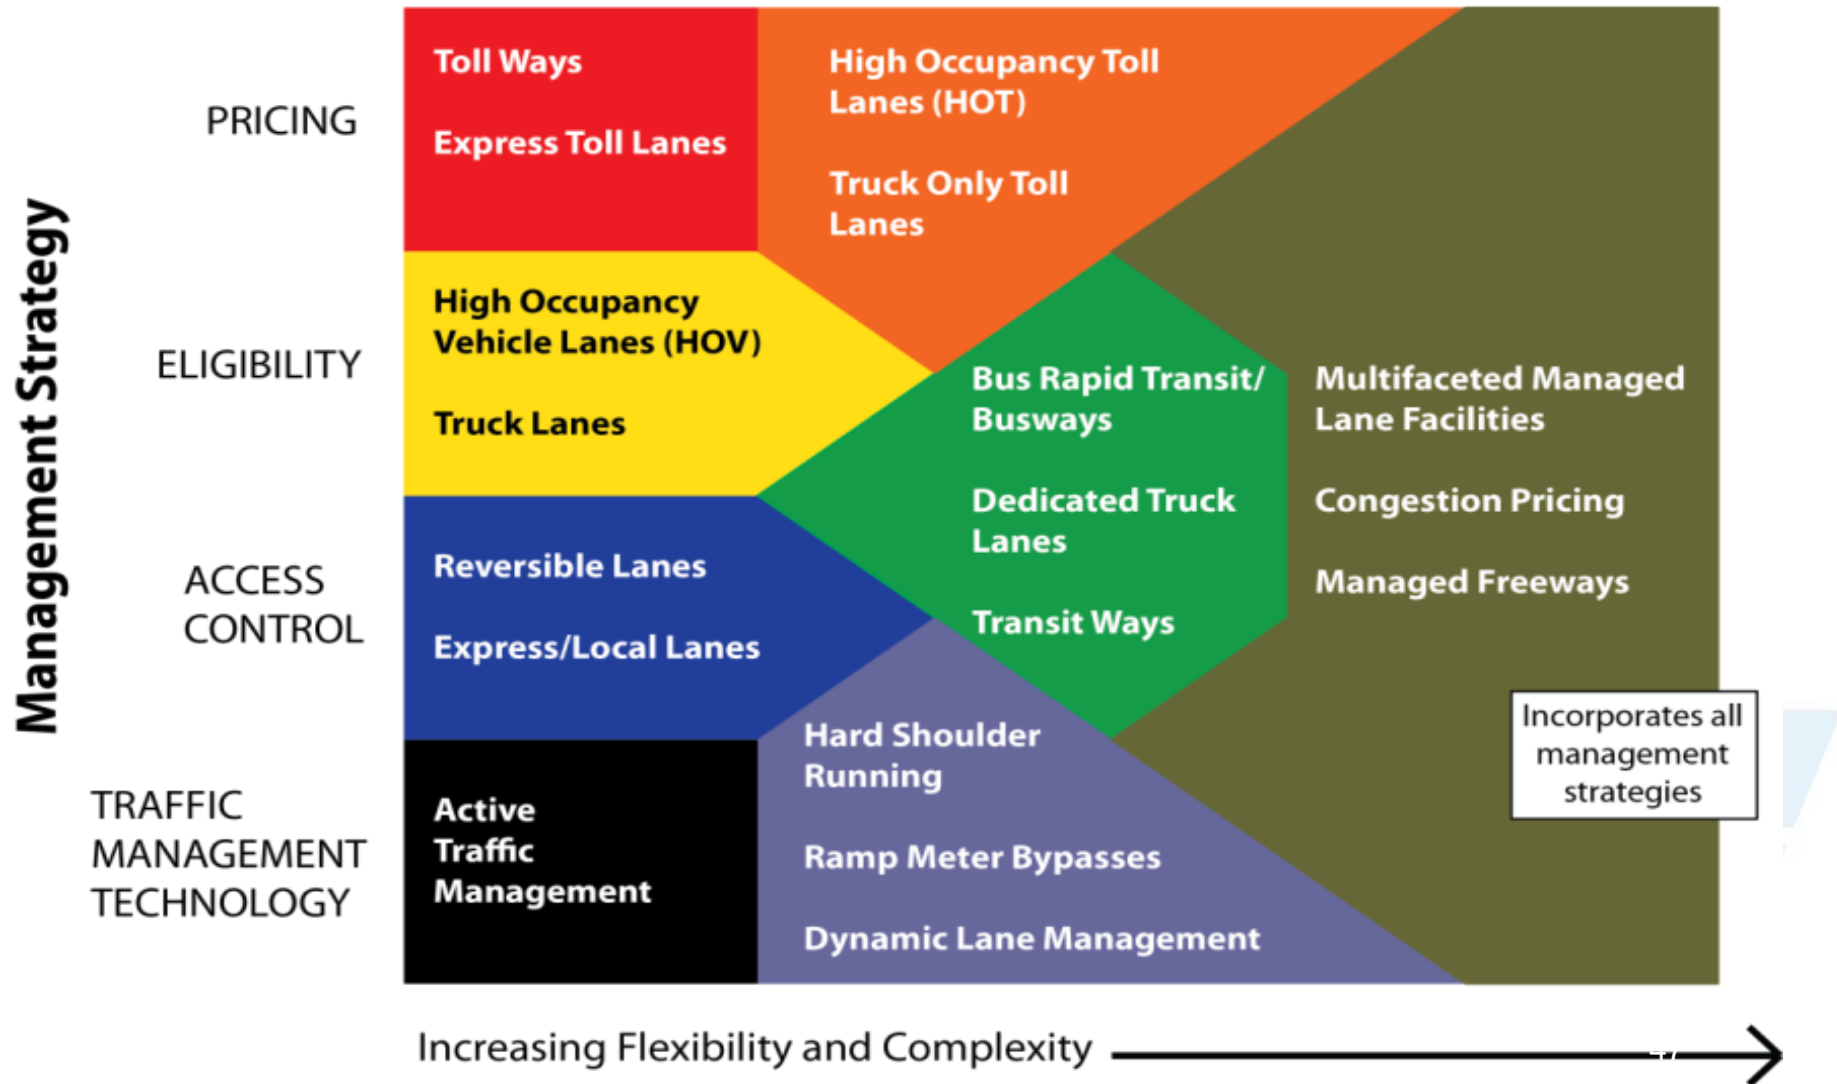 Management Strategy
PRICING
Toll Ways
Express Toll Lanes
High Occupancy Toll
Lanes (HOT)
Truck Only Toll
Lanes
ELIGIBILITY
High Occupancy
Vehicle Lanes (HOV)
Truck Lanes
Bus Rapid Transit/
Busways
Dedicated Truck
Lanes
Transit Ways
Multifaceted Managed
Lane Facilities
Congestion Pricing
Managed Freeways
ACCESS
CONTROL
Reversible Lanes
Express/Local Lanes
TRAFFIC
MANAGEMENT
TECHNOLOGY
Active
Traffic
Management
Hard Shoulder
Running
Ramp Meter Bypasses
Dynamic Lane Management
Incorporates all
management
strategies
Increasing Flexibility and Complexity